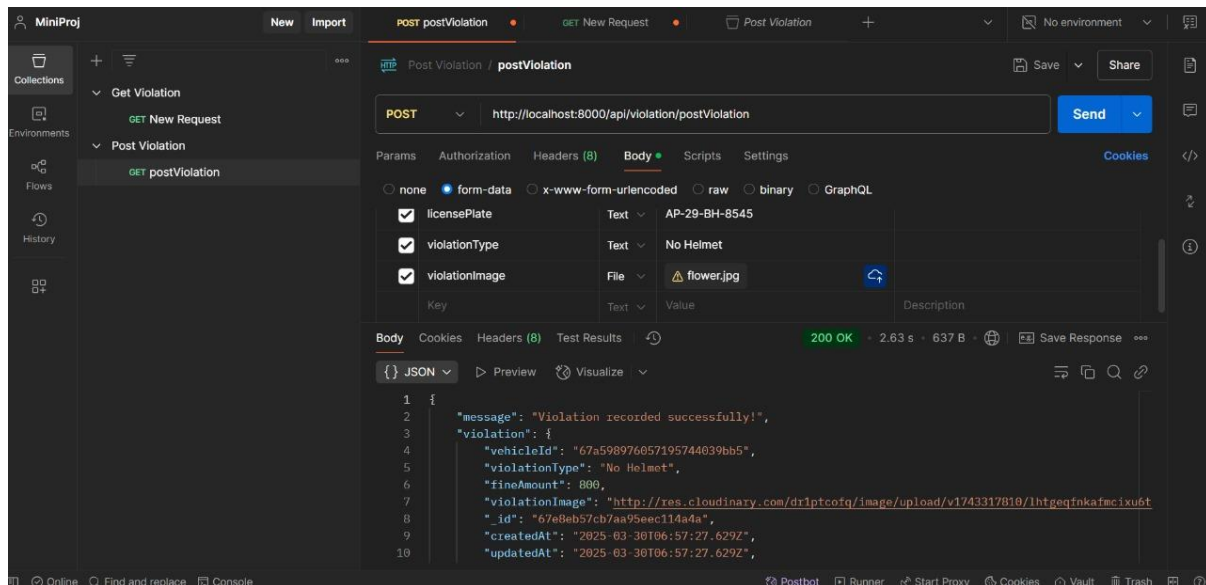 MiniProj New Import POST postViolation GET New Request Post Violation No environment
Collections
Environments
Flows
History
Get Violation
GET New Request
Post Violation
GET postViolation
HTTP Post Violation / postViolation Save Share
POST http://localhost:8000/api/violation/postViolation Send
Params Authorization Headers (8) Body Scripts Settings Cookies
none form-data x-www-form-urlencoded raw binary GraphQL
licensePlate Text AP-29-BH-8545
violationType Text No Helmet
violationImage File flower.jpg
Key Text Value Description
Body Cookies Headers (8) Test Results 200 OK 2.63 s 637 B Save Response
{} JSON Preview Visualize
1 {
2 "message": "Violation recorded successfully!",
3 "violation": {
4 "vehicleId": "67a598976057195744039bb5",
5 "violationType": "No Helmet",
6 "fineAmount": 800,
7 "violationImage": "http://res.cloudinary.com/dr1ptcofq/image/upload/v1743317810/lhtgeqfnkafmcixu6t
8 "_id": "67e8eb57cb7aa95eec114a4a",
9 "createdAt": "2025-03-30T06:57:27.629Z",
10 "updatedAt": "2025-03-30T06:57:27.629Z",
Online Find and replace Console Postbot Runner Start Proxy Cookies Vault Trash